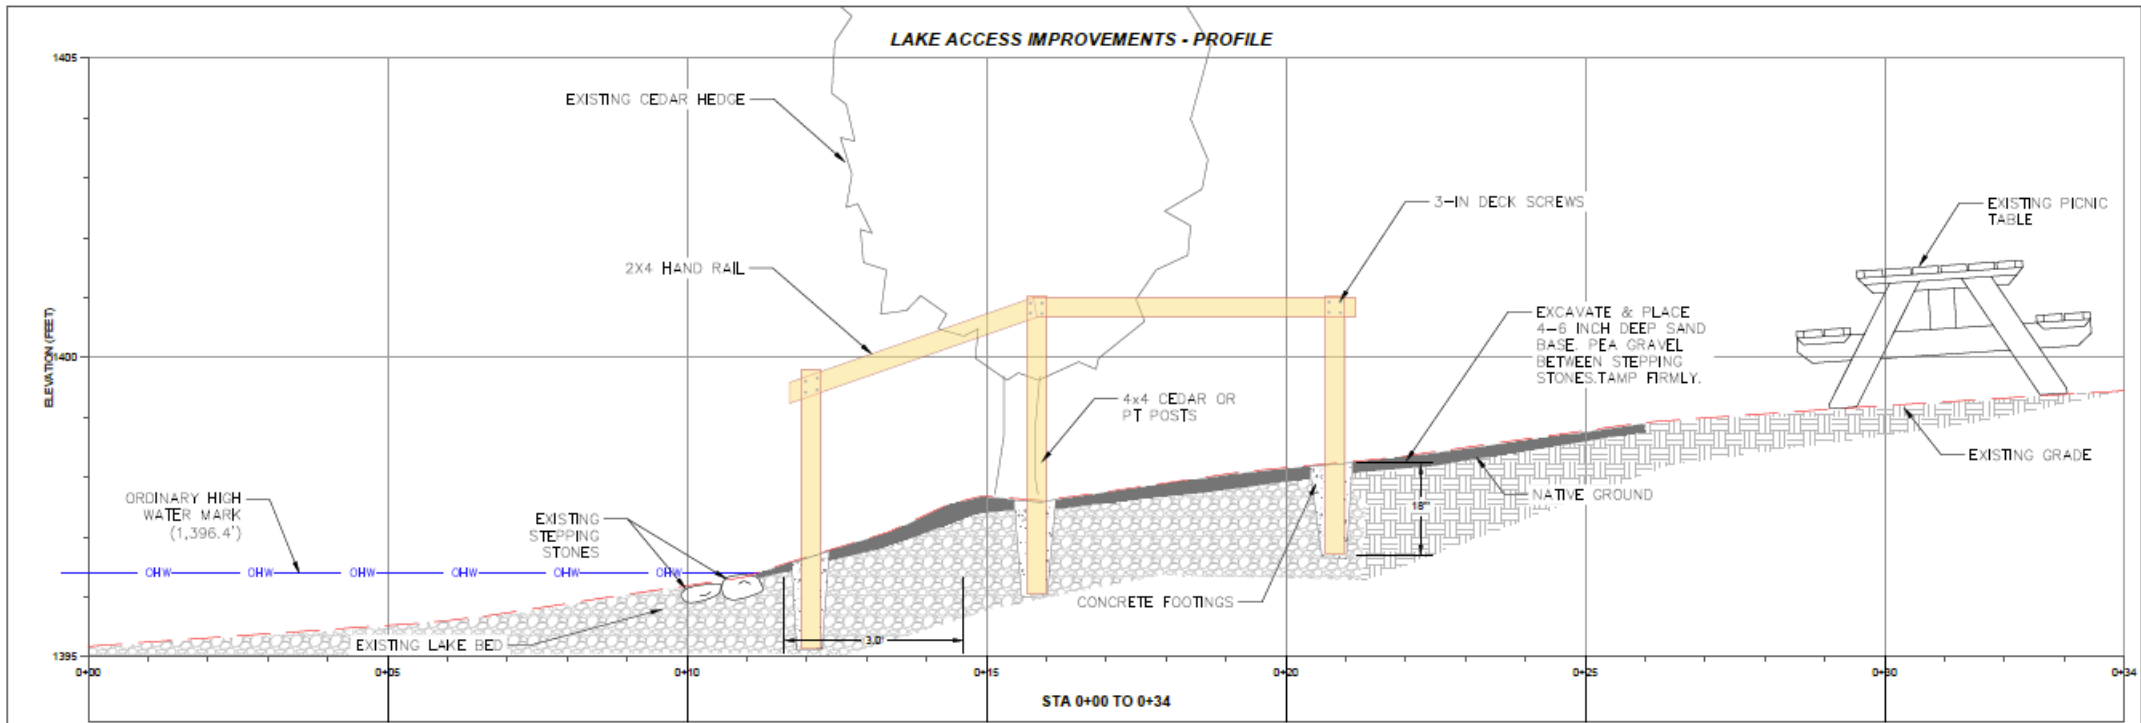 LAKE ACCESS IMPROVEMENTS - PROFILE
1405
EXISTING CEDAR HEDGE
3-IN DECK SCREWS
EXISTING PICNIC
TABLE
2X4 HAND RAIL
EXCAVATE & PLACE
4-6 INCH DEEP SAND
BASE. PEA GRAVEL
BETWEEN STEPPING
STONES.TAMP FIRMLY.
ELEVATION (FEET)
1400
4x4 CEDAR OR
PT POSTS
EXISTING GRADE
NATIVE GROUND
18"
ORDINARY HIGH
WATER MARK
(1,396.4')
EXISTING
STEPPING
STONES
OHW OHW OHW OHW OHW OHW
CONCRETE FOOTINGS
3.0'
EXISTING LAKE BED
1395
0+00 0+05 0+10 0+15 0+20 0+25 0+30 0+34
STA 0+00 TO 0+34